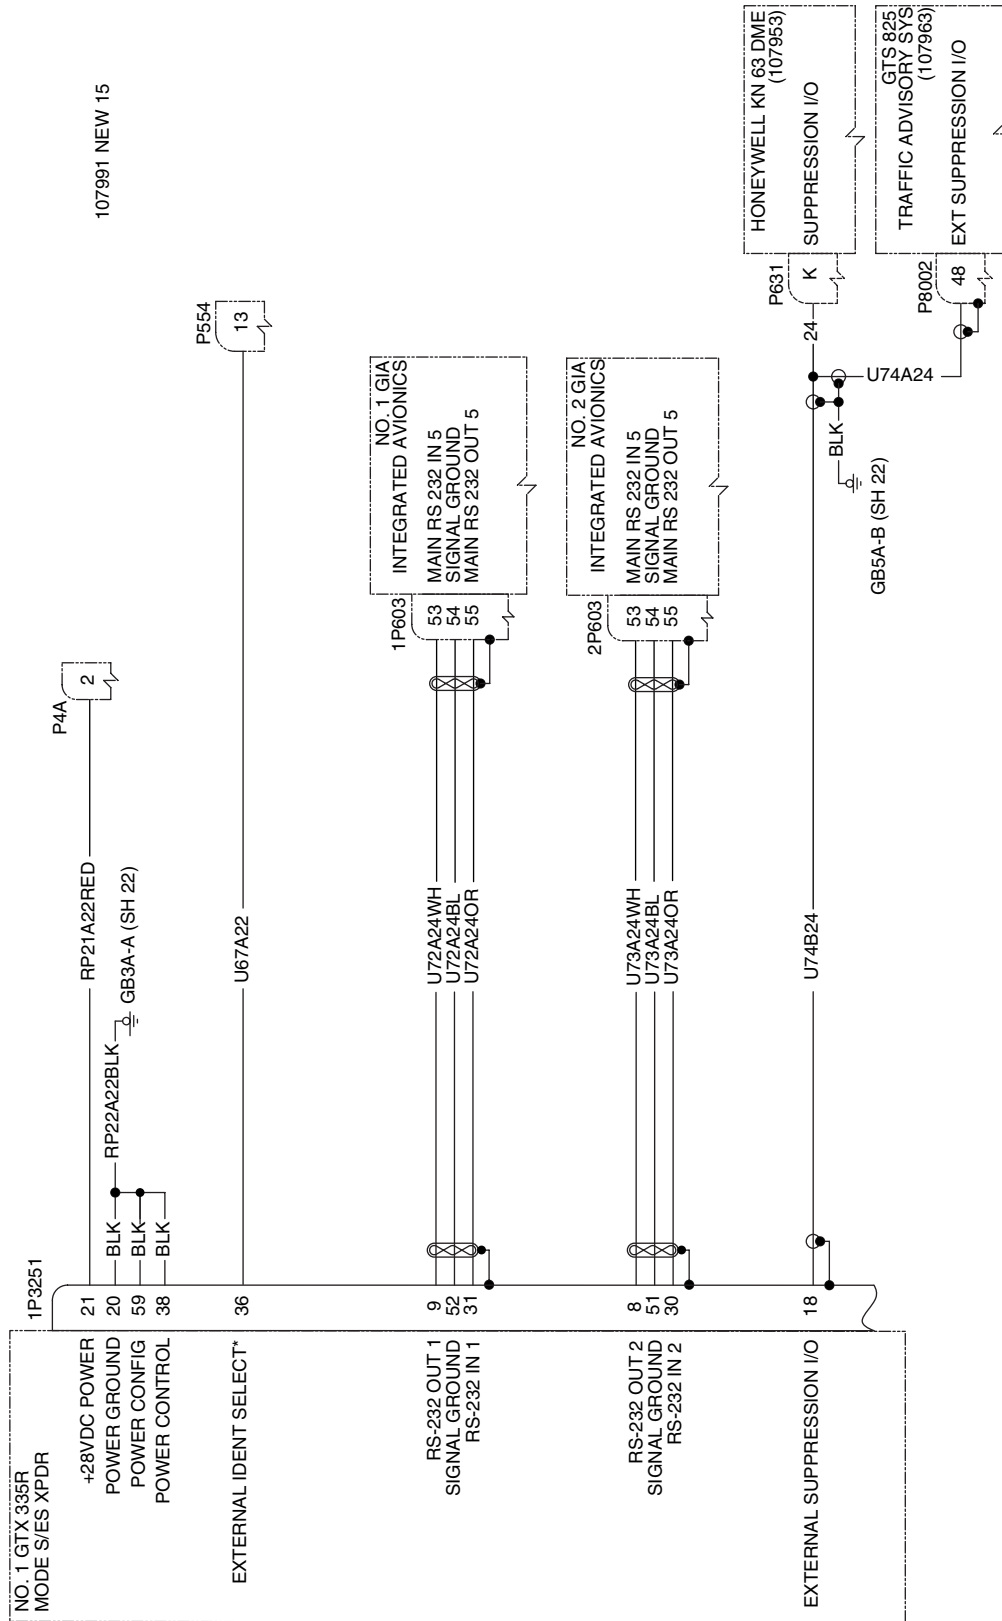 107991 NEW 15
NO. 1 GTX 335R
MODE S/ES XPDR
1P3251
+28VDC POWER
21
RP21A22RED
P4A
2
POWER GROUND
20
BLK
RP22A22BLK
GB3A-A (SH 22)
POWER CONFIG
59
BLK
POWER CONTROL
38
BLK
EXTERNAL IDENT SELECT*
36
U67A22
P554
13
1P603
NO. 1 GIA
INTEGRATED AVIONICS
RS-232 OUT 1
9
U72A24WH
53
MAIN RS 232 IN 5
SIGNAL GROUND
52
U72A24BL
54
SIGNAL GROUND
RS-232 IN 1
31
U72A24OR
55
MAIN RS 232 OUT 5
2P603
NO. 2 GIA
INTEGRATED AVIONICS
RS-232 OUT 2
8
U73A24WH
53
MAIN RS 232 IN 5
SIGNAL GROUND
51
U73A24BL
54
SIGNAL GROUND
RS-232 IN 2
30
U73A24OR
55
MAIN RS 232 OUT 5
P631
HONEYWELL KN 63 DME
(107953)
EXTERNAL SUPPRESSION I/O
18
U74B24
24
K
SUPPRESSION I/O
BLK
GB5A-B (SH 22)
U74A24
P8002
GTS 825
TRAFFIC ADVISORY SYS
(107963)
48
EXT SUPPRESSION I/O